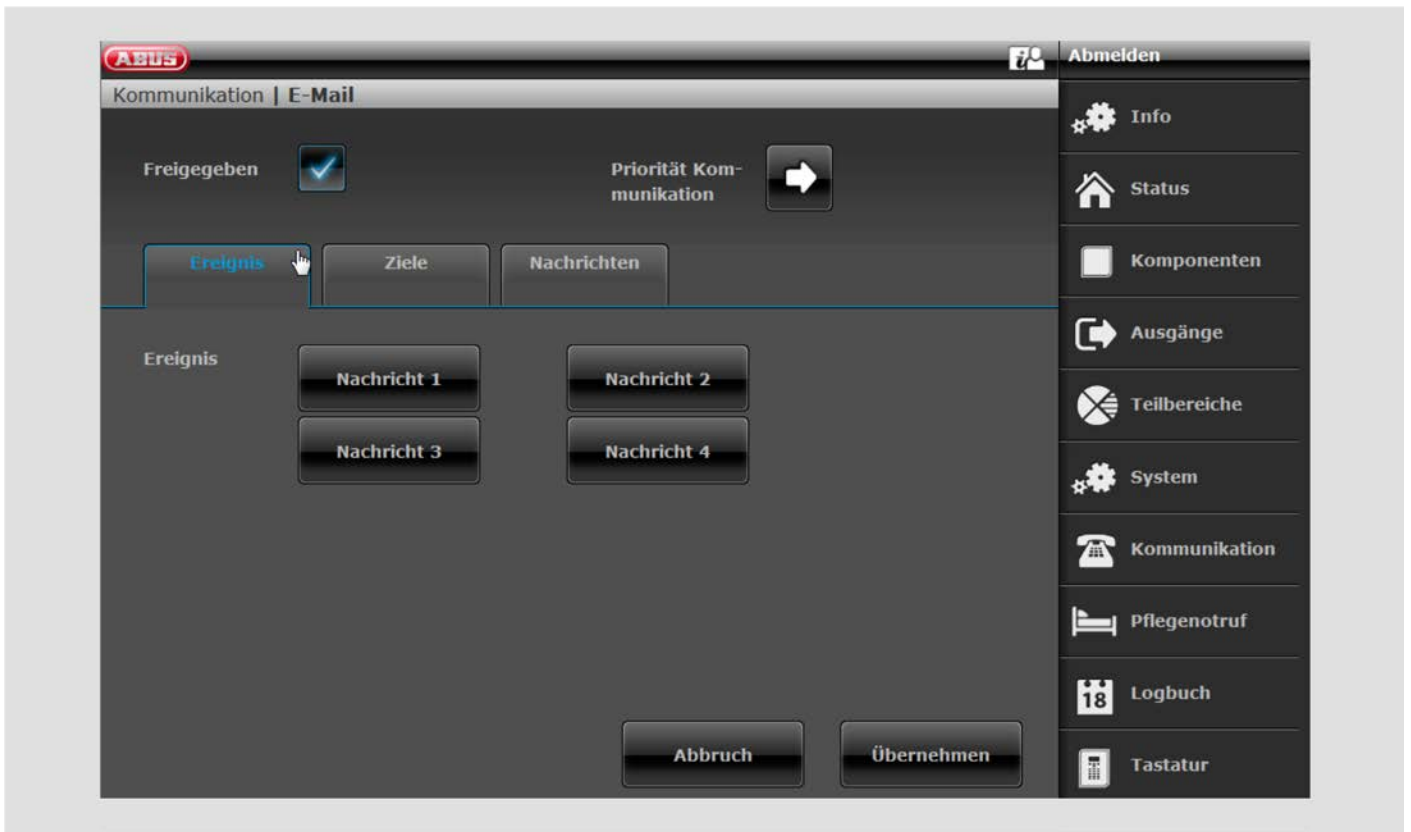 ABUS
Abmelden
Kommunikation | E-Mail
Info
Freigegeben
Priorität Kom-
munikation
Status
Ereignis
Ziele
Nachrichten
Komponenten
Ausgänge
Ereignis
Nachricht 1
Nachricht 2
Teilbereiche
Nachricht 3
Nachricht 4
System
Kommunikation
Pflegenotruf
18
Logbuch
Abbruch
Übernehmen
Tastatur